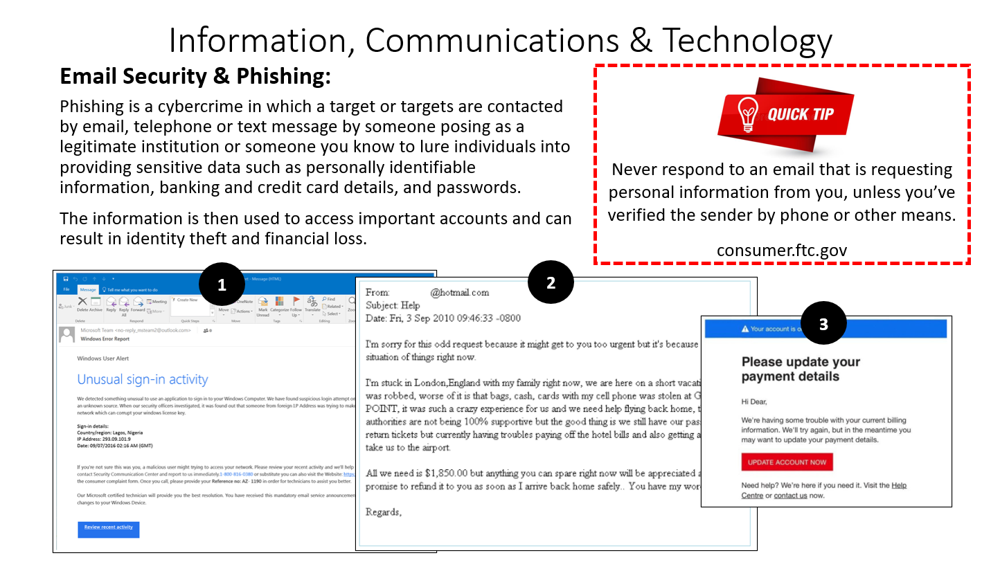 Information, Communications & Technology
Email Security & Phishing:
Phishing is a cybercrime in which a target or targets are contacted
by email, telephone or text message by someone posing as a
legitimate institution or someone you know to lure individuals into
providing sensitive data such as personally identifiable
information, banking and credit card details, and passwords.
The information is then used to access important accounts and can
result in identity theft and financial loss.
QUICK TIP
Never respond to an email that is requesting
personal information from you, unless you’ve
verified the sender by phone or other means.
consumer.ftc.gov
1
rt - Message (HTML)
File Message Tell me what you want to do
Junk Delete Archive Reply Reply All Forward Meeting More Create New Move OneNote Actions Mark Unread Categorize Follow Up Translate Find Related Select Zoo
Delete Respond Quick Steps Move Tags Editing Zoo
Microsoft Team <no-reply_msteam2@outlook.com> 0
Windows Error Report
Windows User Alert
Unusual sign-in activity
We detected something unusual to use an application to sign in to your Windows Computer. We have found suspicious login attempt o
an unknown source. When our security officers investigated, it was found out that someone from foreign I.P Address was trying to mak
network which can corrupt your windows license key.
Sign-in details:
Country/region: Lagos, Nigeria
IP Address: 293.09.101.9
Date: 09/07/2016 02:16 AM (GMT)
If you're not sure this was you, a malicious user might trying to access your network. Please review your recent activity and we'll help
contact Security Communication Center and report to us immediately.1-800-816-0380 or substitute you can also visit the Website: https:
the consumer complaint form. Once you call, please provide your Reference no: AZ- 1190 in order for technicians to assist you better.
Our Microsoft certified technician will provide you the best resolution. You have received this mandatory email service announcemen
changes to your Windows Device.
Review recent activity
2
From: @hotmail.com
Subject: Help
Date: Fri, 3 Sep 2010 09:46:33 -0800
I'm sorry for this odd request because it might get to you too urgent but it's because
situation of things right now.
I'm stuck in London,England with my family right now, we are here on a short vacati
was robbed, worse of it is that bags, cash, cards with my cell phone was stolen at G
POINT, it was such a crazy experience for us and we need help flying back home, t
authorities are not being 100% supportive but the good thing is we still have our pas
return tickets but currently having troubles paying off the hotel bills and also getting a
take us to the airport.
All we need is $1,850.00 but anything you can spare right now will be appreciated a
promise to refund it to you as soon as I arrive back home safely.. You have my wor
Regards,
3
Your account is o
Please update your
payment details
Hi Dear,
We're having some trouble with your current billing
information. We'll try again, but in the meantime you
may want to update your payment details.
UPDATE ACCOUNT NOW
Need help? We're here if you need it. Visit the Help
Centre or contact us now.